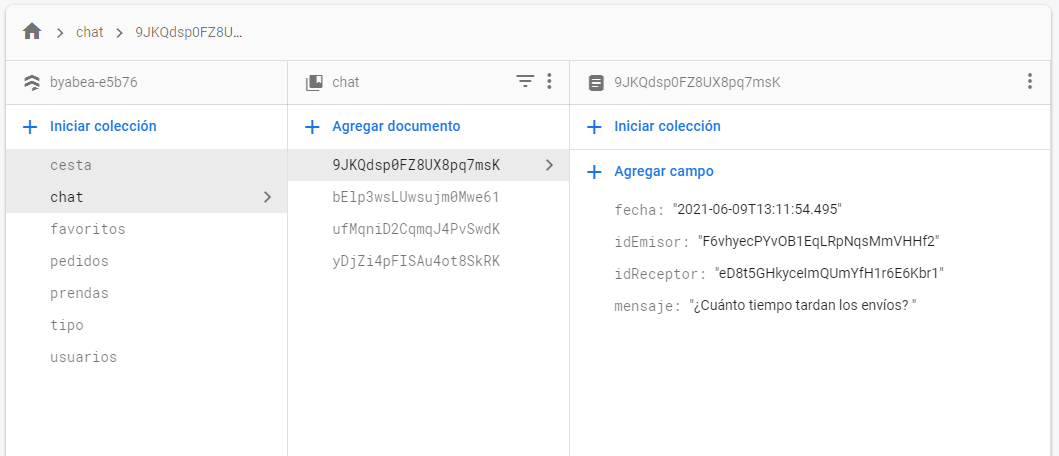 chat 9JKQdsp0FZ8U...
byabea-e5b76
Iniciar colección
cesta
chat
favoritos
pedidos
prendas
tipo
usuarios
chat
Agregar documento
9JKQdsp0FZ8UX8pq7msK
bElp3wsLUwsujm0Mwe61
ufMqniD2CqmqJ4PvSwdK
yDjZi4pFISAu4ot8SkRK
9JKQdsp0FZ8UX8pq7msK
Iniciar colección
Agregar campo
fecha: "2021-06-09T13:11:54.495"
idEmisor: "F6vhyecPYvOB1EqLRpNqsMmVHHf2"
idReceptor: "eD8t5GHkyceImQUmYfH1r6E6Kbr1"
mensaje: "¿Cuánto tiempo tardan los envíos? "